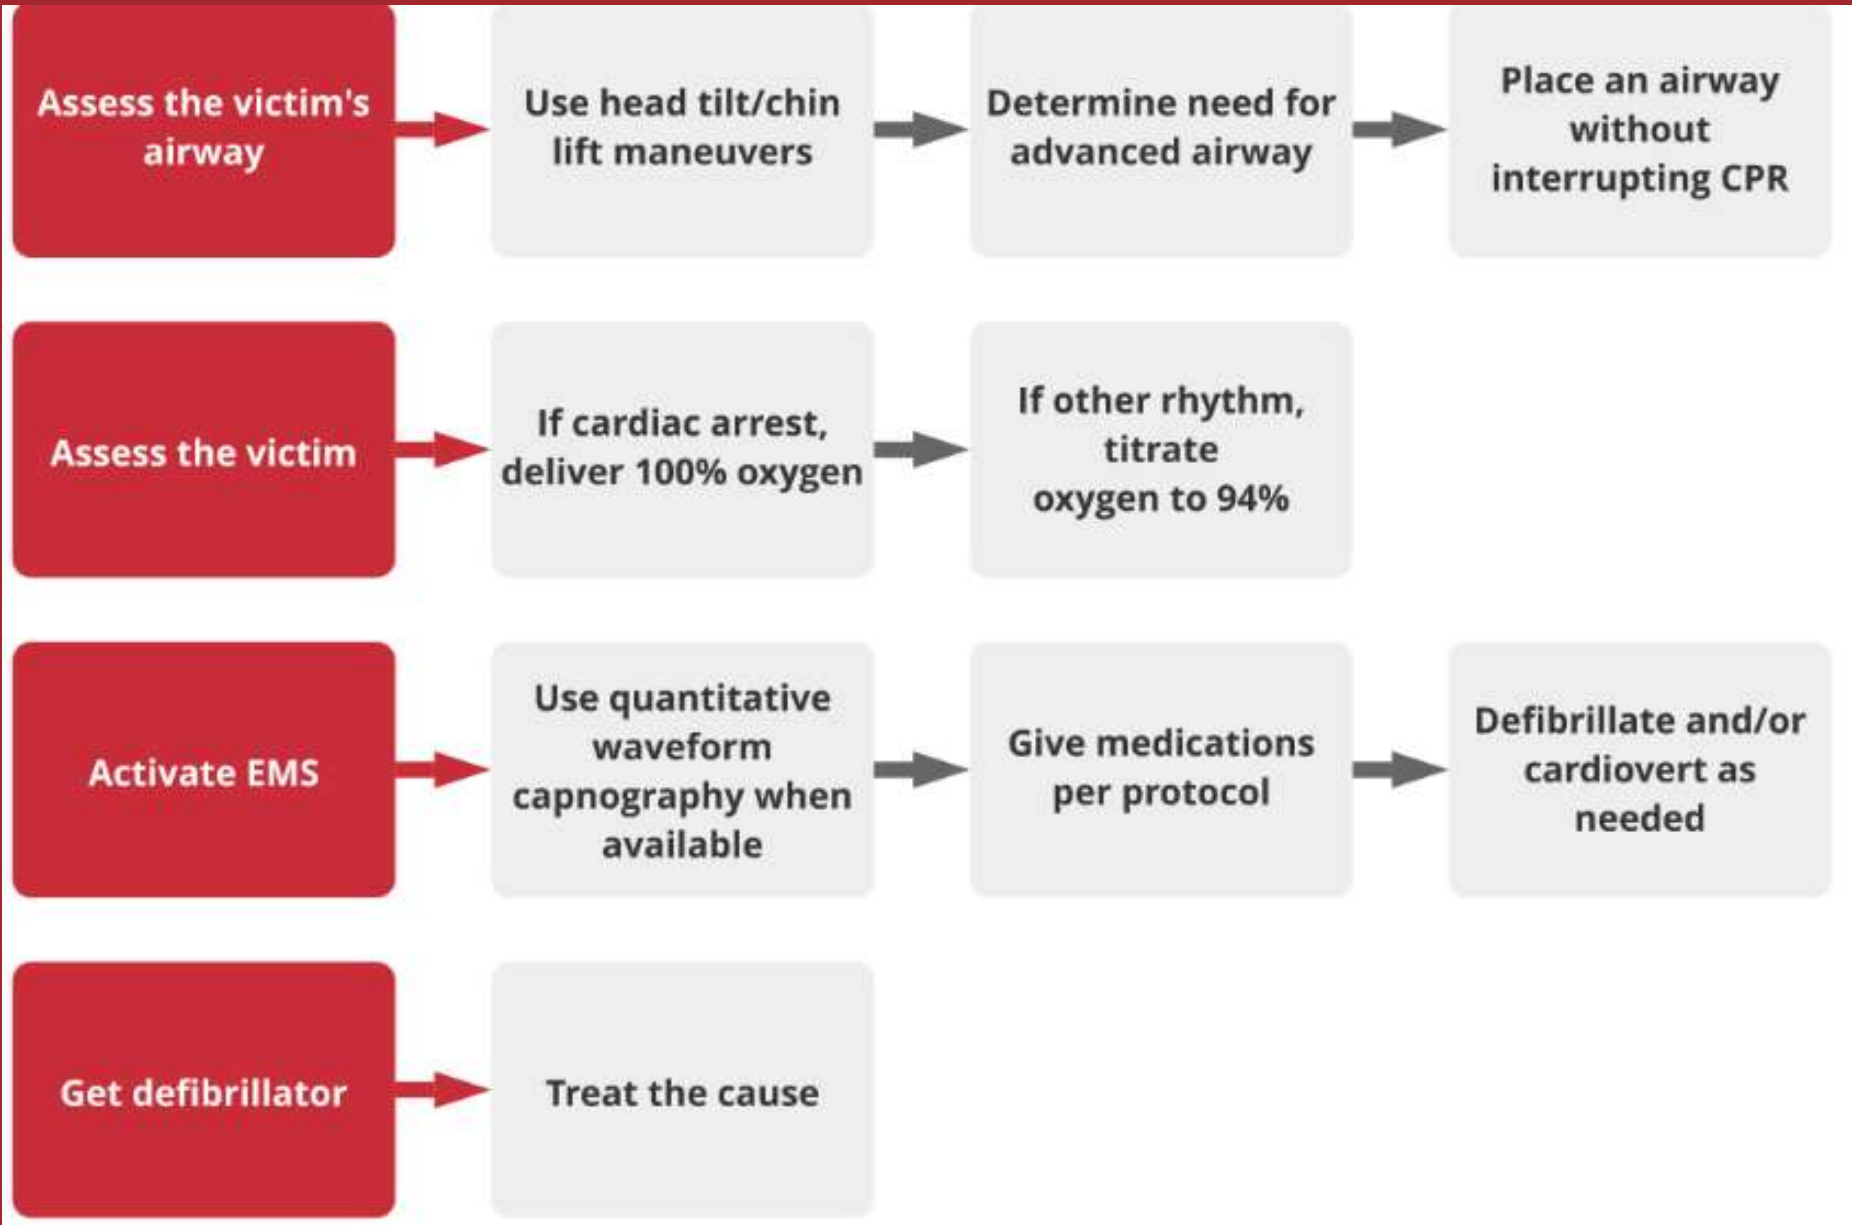 Assess the victim's
airway
Use head tilt/chin
lift maneuvers
Determine need for
advanced airway
Place an airway
without
interrupting CPR
Assess the victim
If cardiac arrest,
deliver 100% oxygen
If other rhythm,
titrate
oxygen to 94%
Activate EMS
Use quantitative
waveform
capnography when
available
Give medications
per protocol
Defibrillate and/or
cardiovert as
needed
Get defibrillator
Treat the cause